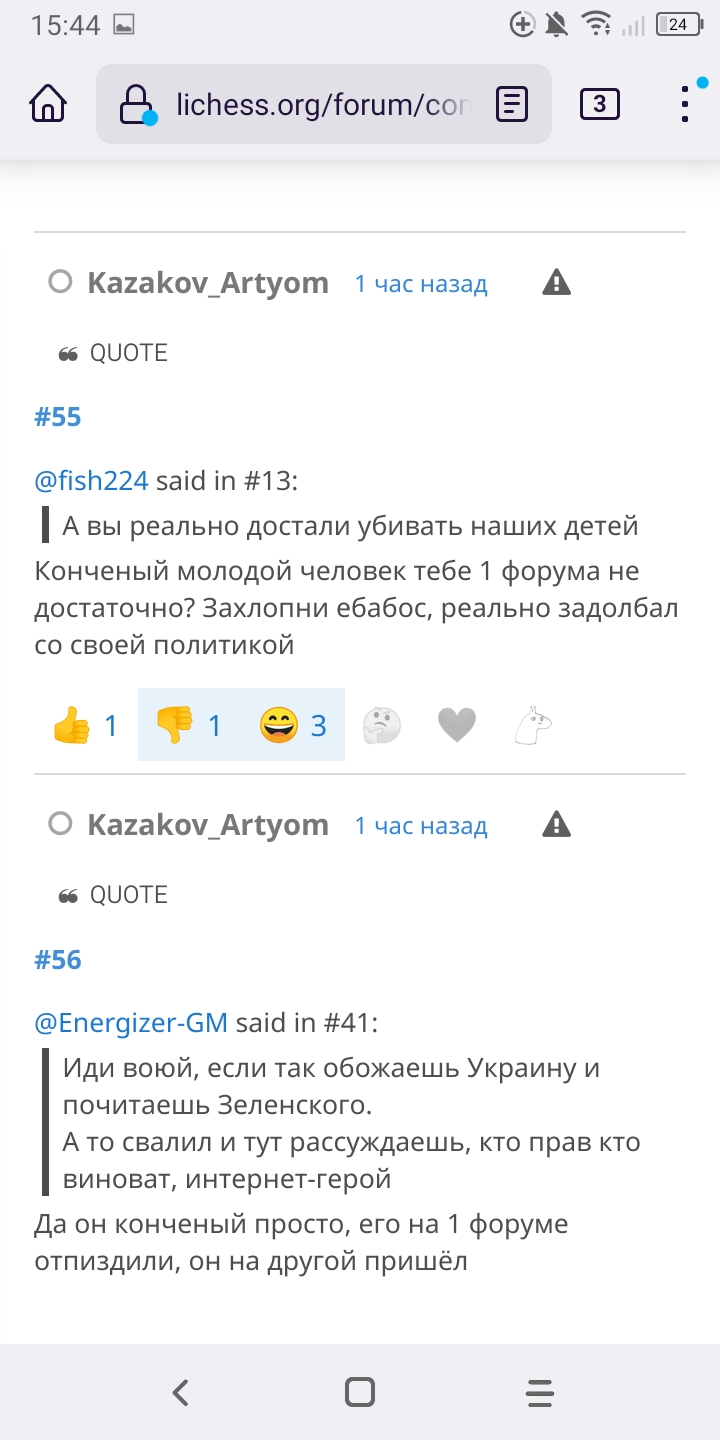 15:44
24
lichess.org/forum/con
3
Kazakov_Artyom 1 час назад
QUOTE
#55
@fish224 said in #13:
А вы реально достали убивать наших детей
Конченый молодой человек тебе 1 форума не
достаточно? Захлопни ебабос, реально задолбал
со своей политикой
1 1 3
Kazakov_Artyom 1 час назад
QUOTE
#56
@Energizer-GM said in #41:
Иди воюй, если так обожаешь Украину и
почитаешь Зеленского.
А то свалил и тут рассуждаешь, кто прав кто
виноват, интернет-герой
Да он конченый просто, его на 1 форуме
отпиздили, он на другой пришёл